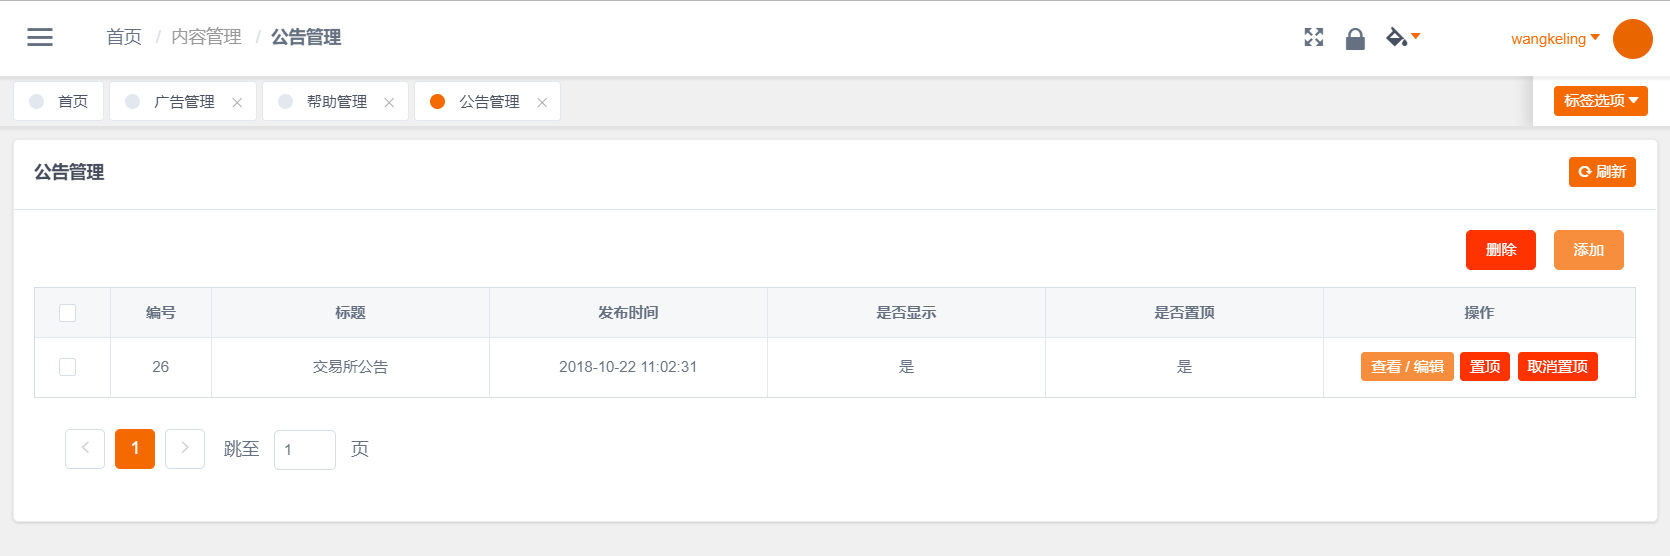 首页 / 内容管理 / 公告管理 wangkeling
首页 广告管理 帮助管理 公告管理 标签选项
公告管理 刷新
删除 添加
编号 标题 发布时间 是否显示 是否置顶 操作
26 交易所公告 2018-10-22 11:02:31 是 是 查看 / 编辑 置顶 取消置顶
1 跳至 1 页